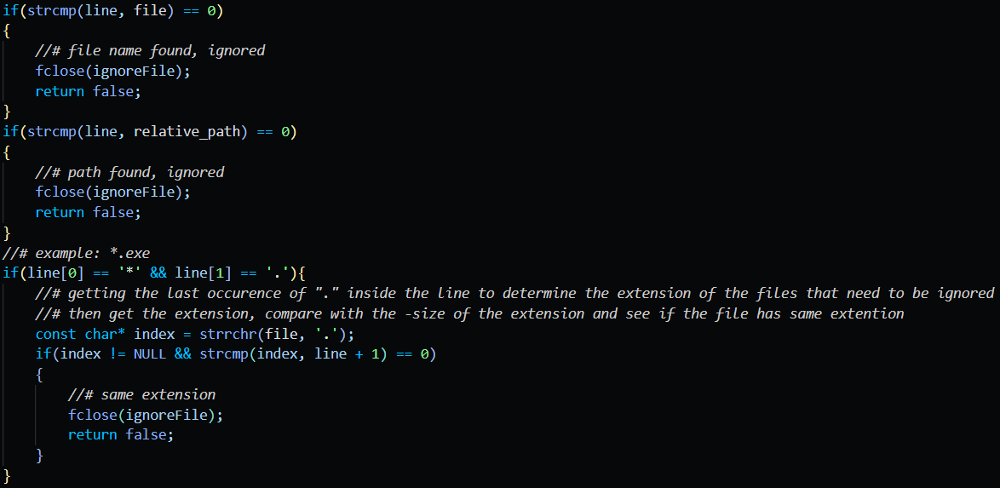 if(strcmp(line, file) == 0)
{
    //# file name found, ignored
    fclose(ignoreFile);
    return false;
}
if(strcmp(line, relative_path) == 0)
{
    //# path found, ignored
    fclose(ignoreFile);
    return false;
}
//# example: *.exe
if(line[0] == '*' && line[1] == '.'){
    //# getting the last occurence of "." inside the line to determine the extension of the files that need to be ignored
    //# then get the extension, compare with the -size of the extension and see if the file has same extention
    const char* index = strrchr(file, '.');
    if(index != NULL && strcmp(index, line + 1) == 0)
    {
        //# same extension
        fclose(ignoreFile);
        return false;
    }
}